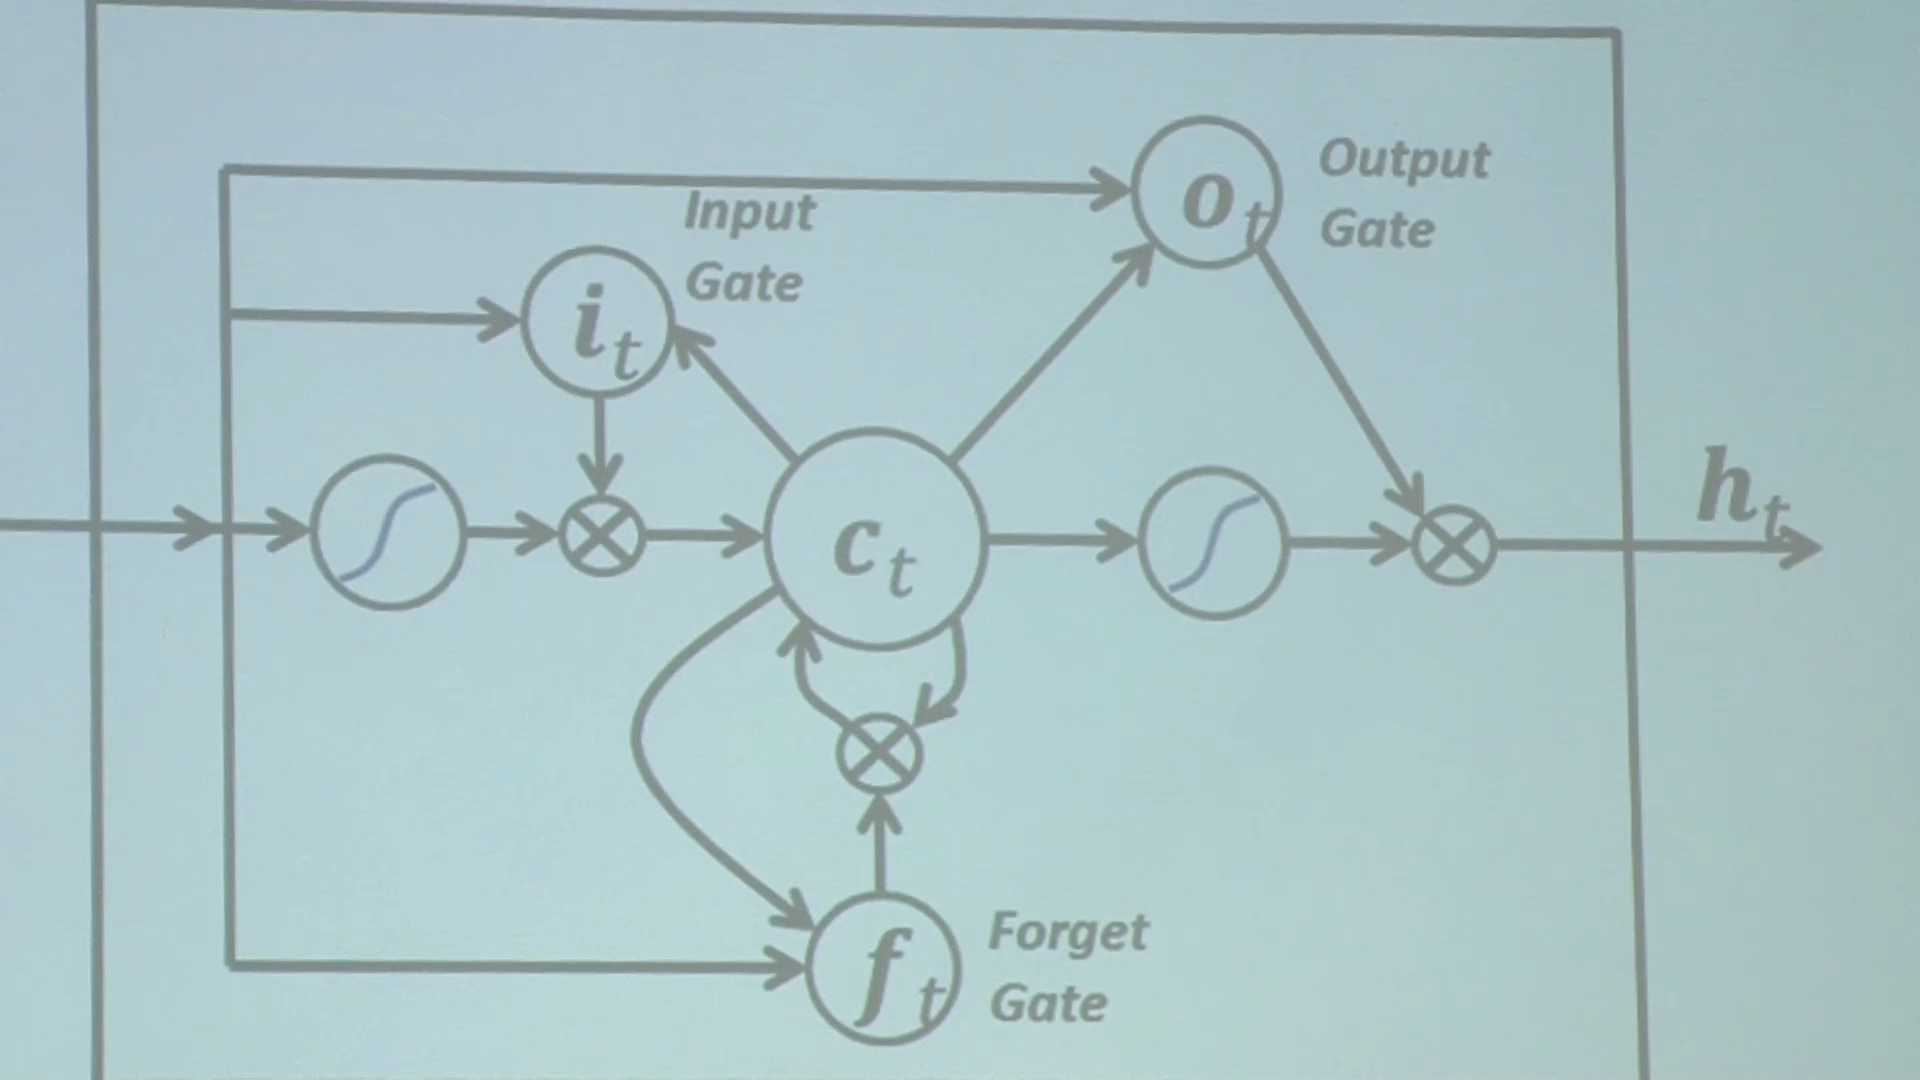 Output
Gate
o_t
Input
Gate
i_t
h_t
c_t
Forget
Gate
f_t